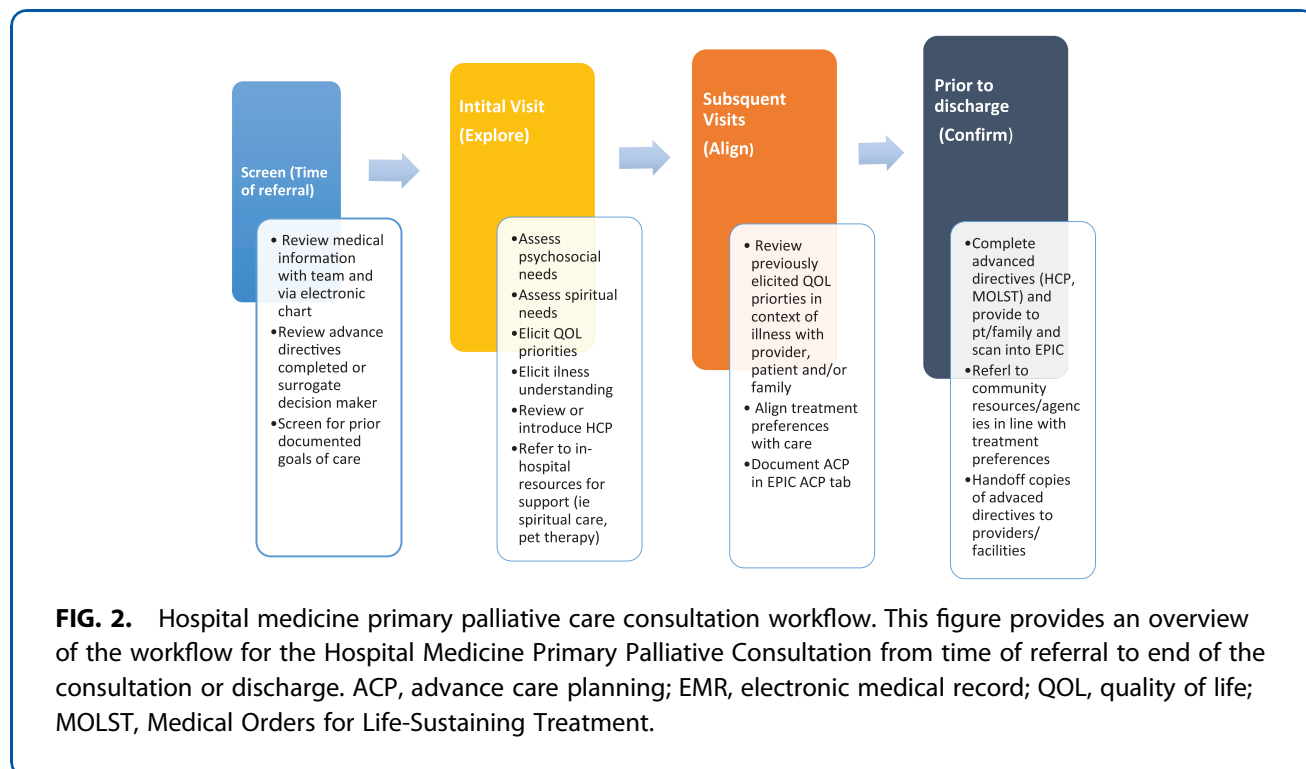 Screen (Time
of referral)
• Review medical
information
with team and
via electronic
chart
•Review advance
directives
completed or
surrogate
decision maker
•Screen for prior
documented
goals of care
Intital Visit
(Explore)
•Assess
psychosocial
needs
•Assess spiritual
needs
•Elicit QOL
priorities
•Elicit ilness
understanding
•Review or
introduce HCP
•Refer to in-
hospital
resources for
support (ie
spiritual care,
pet therapy)
Subsquent
Visits
(Align)
• Review
previously
elicited QOL
priorties in
context of
illness with
provider,
patient and/or
family
• Align treatment
preferences
with care
•Document ACP
in EPIC ACP tab
Prior to
discharge
(Confirm)
•Complete
advanced
directives (HCP,
MOLST) and
provide to
pt/family and
scan into EPIC
•Referl to
community
resources/agenc
ies in line with
treatment
preferences
•Handoff copies
of advaced
directives to
providers/
facilities
FIG. 2. Hospital medicine primary palliative care consultation workflow. This figure provides an overview
of the workflow for the Hospital Medicine Primary Palliative Consultation from time of referral to end of the
consultation or discharge. ACP, advance care planning; EMR, electronic medical record; QOL, quality of life;
MOLST, Medical Orders for Life-Sustaining Treatment.